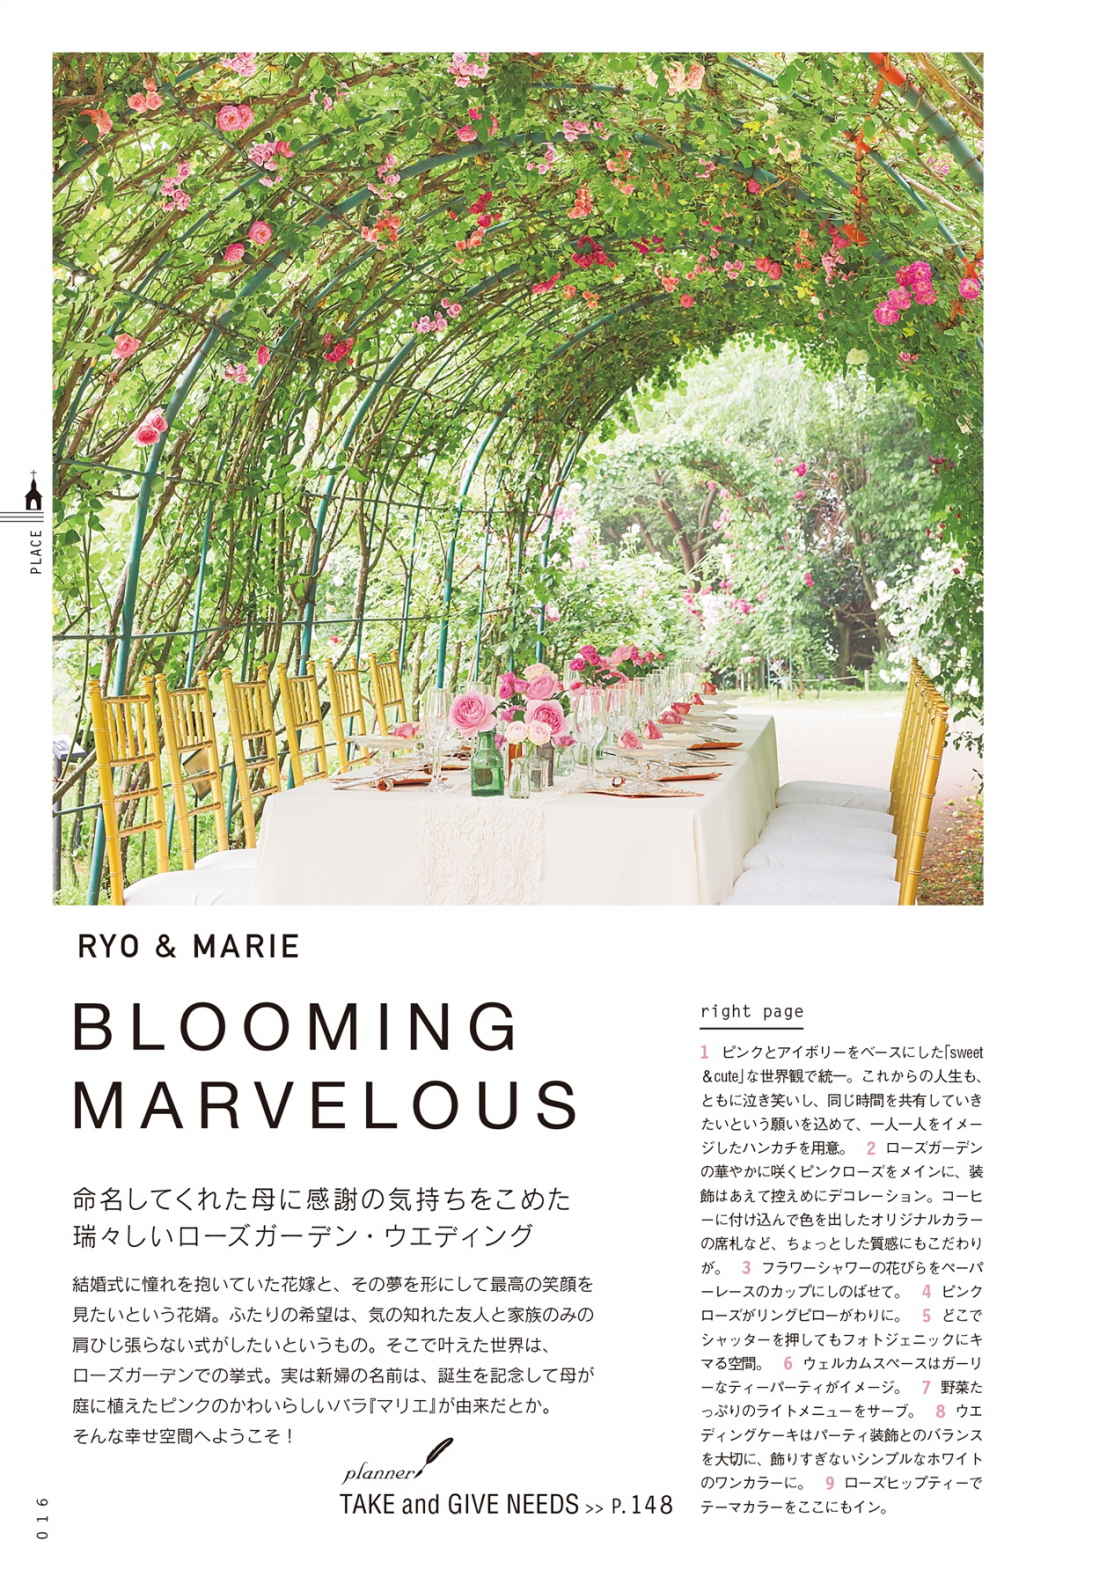 PLACE
RYO & MARIE
BLOOMING
MARVELOUS
命名してくれた母に感謝の気持ちをこめた
瑞々しいローズガーデン・ウエディング
結婚式に憧れを抱いていた花嫁と、その夢を形にして最高の笑顔を
見たいという花婿。ふたりの希望は、気の知れた友人と家族のみの
肩ひじ張らない式がしたいというもの。そこで叶えた世界は、
ローズガーデンでの挙式。実は新婦の名前は、誕生を記念して母が
庭に植えたピンクのかわいらしいバラ『マリエ』が由来だとか。
そんな幸せ空間へようこそ！
planner
TAKE and GIVE NEEDS >> P.148
016
right page
1 ピンクとアイボリーをベースにした「sweet
&cute」な世界観で統一。これからの人生も、
ともに泣き笑いし、同じ時間を共有していき
たいという願いを込めて、一人一人をイメー
ジしたハンカチを用意。 2 ローズガーデン
の華やかに咲くピンクローズをメインに、装
飾はあえて控えめにデコレーション。コーヒ
ーに付け込んで色を出したオリジナルカラー
の席札など、ちょっとした質感にもこだわり
が。 3 フラワーシャワーの花びらをペーパ
ーレースのカップにしのばせて。 4 ピンク
ローズがリングピローがわりに。 5 どこで
シャッターを押してもフォトジェニックにキ
マる空間。 6 ウェルカムスペースはガーリ
ーなティーパーティがイメージ。 7 野菜た
っぷりのライトメニューをサーブ。 8 ウエ
ディングケーキはパーティ装飾とのバランス
を大切に、飾りすぎないシンプルなホワイト
のワンカラーに。 9 ローズヒップティーで
テーマカラーをここにもイン。